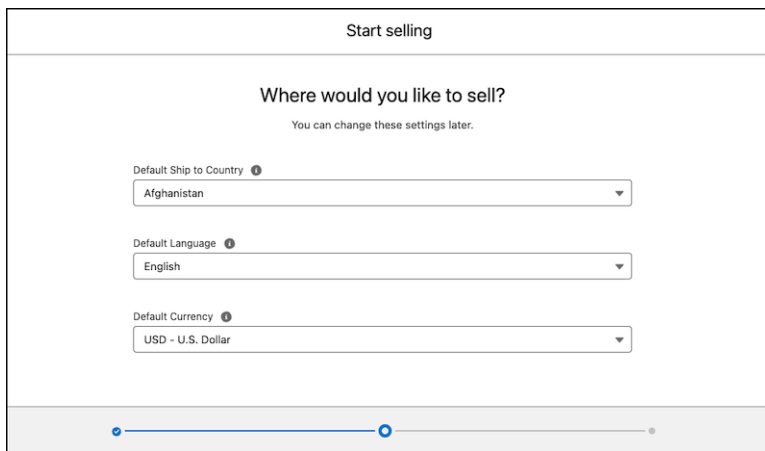 Start selling
Where would you like to sell?
You can change these settings later.
Default Ship to Country
Afghanistan
Default Language
English
Default Currency
USD - U.S. Dollar